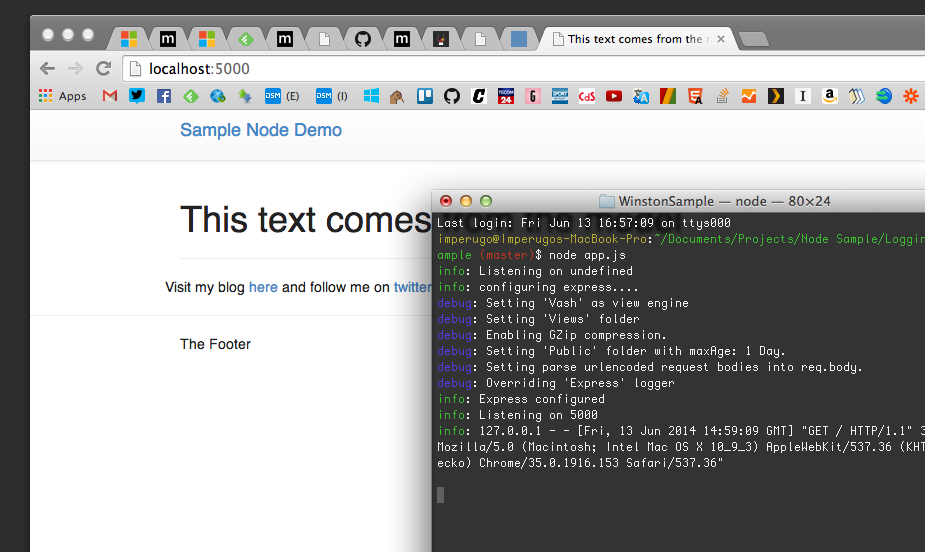 This text comes from the
localhost:5000
Apps
DSM (E)
DSM (I)
Sample Node Demo
This text comes
Visit my blog here and follow me on twitter
The Footer
WinstonSample — node — 80×24
Last login: Fri Jun 13 16:57:09 on ttys000
imperugo@Imperugos-MacBook-Pro:~/Documents/Projects/Node Sample/Loggin
ample (master)$ node app.js
info: Listening on undefined
info: configuring express....
debug: Setting 'Vash' as view engine
debug: Setting 'Views' folder
debug: Enabling GZip compression.
debug: Setting 'Public' folder with maxAge: 1 Day.
debug: Setting parse urlencoded request bodies into req.body.
debug: Overriding 'Express' logger
info: Express configured
info: Listening on 5000
info: 127.0.0.1 - - [Fri, 13 Jun 2014 14:59:09 GMT] "GET / HTTP/1.1" 3
Mozilla/5.0 (Macintosh; Intel Mac OS X 10_9_3) AppleWebKit/537.36 (KHT
ecko) Chrome/35.0.1916.153 Safari/537.36"